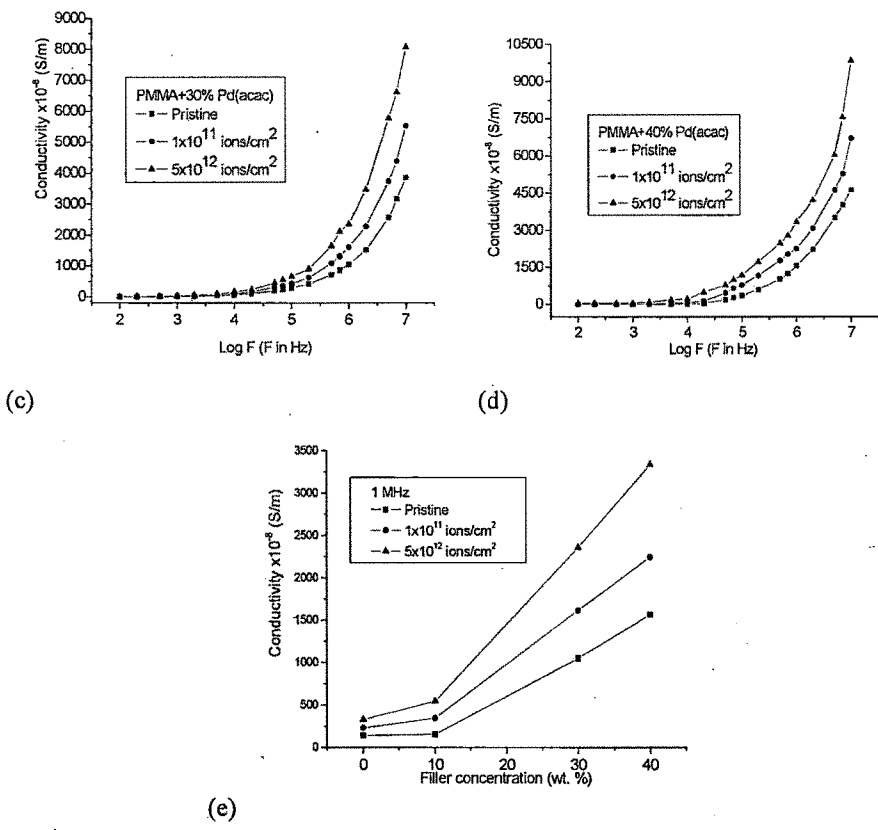 9000
8000
7000
6000
5000
4000
3000
2000
1000
0
Conductivity x10⁻⁸ (S/m)
PMMA+30% Pd(acac)
Pristine
1x10¹¹ ions/cm²
5x10¹² ions/cm²
2 3 4 5 6 7
Log F (F in Hz)
(c)
10500
9000
7500
6000
4500
3000
1500
0
Conductivity x10⁻⁸ (S/m)
PMMA+40% Pd(acac)
Pristine
1x10¹¹ ions/cm²
5x10¹² ions/cm²
2 3 4 5 6 7
Log F (F in Hz)
(d)
3500
3000
2500
2000
1500
1000
500
0
Conductivity x10⁻⁸ (S/m)
1 MHz
Pristine
1x10¹¹ ions/cm²
5x10¹² ions/cm²
0 10 20 30 40
Filler concentration (wt. %)
(e)